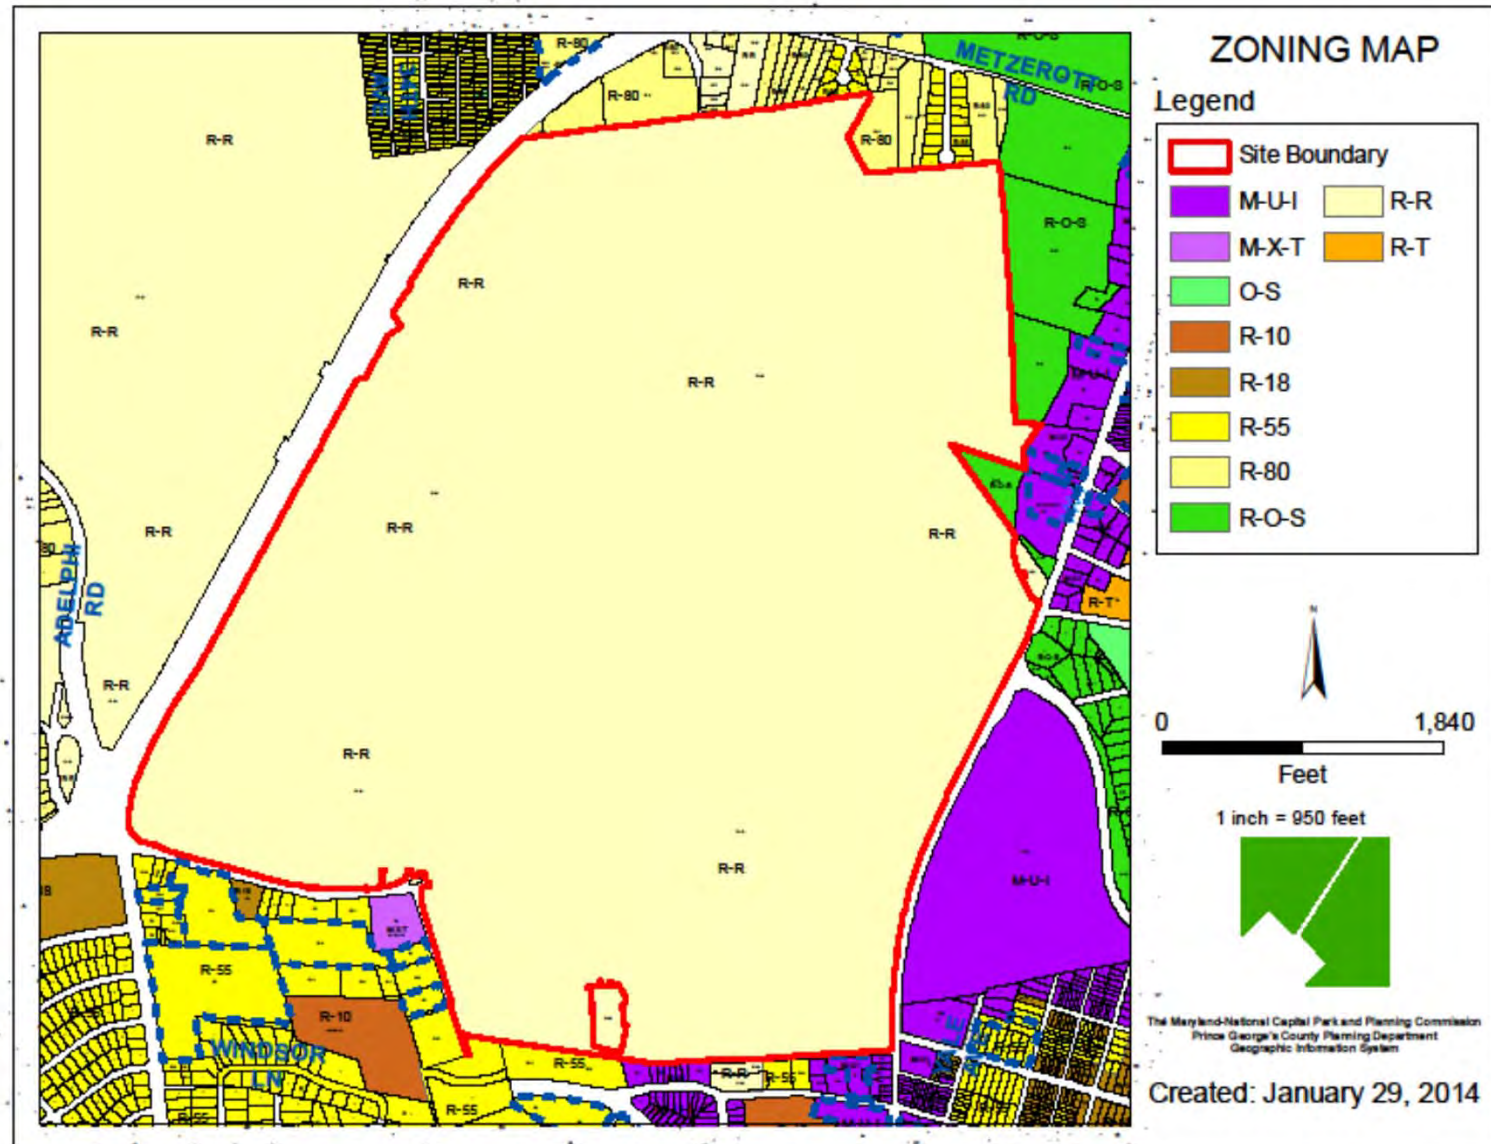 ZONING MAP
Legend
Site Boundary
M-U-I
R-R
M-X-T
R-T
O-S
R-10
R-18
R-55
R-80
R-O-S
N
0 1,840
Feet
1 inch = 950 feet
The Maryland-National Capital Park and Planning Commission
Prince George's County Planning Department
Geographic Information System
Created: January 29, 2014
R-80
R-O-S
METZEROTT
RD
R-O-S
R-80
R-R
R-80
R-O-S
R-R
R-R
M-U-I
R-R
R-R
R-R
R-R
ADELPHI
RD
R-T
R-R
R-R
R-R
M-U-I
R-55
R-10
WINDSOR
LN
R-55
R-R
R-55
R-55
R-55